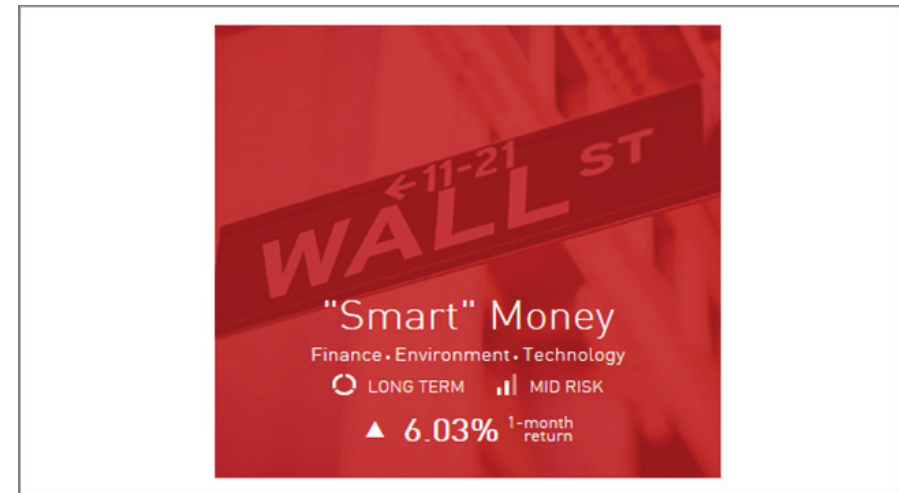 ←11-21
WALL ST
"Smart" Money
Finance • Environment • Technology
LONG TERM MID RISK
▲ 6.03% 1-month
return